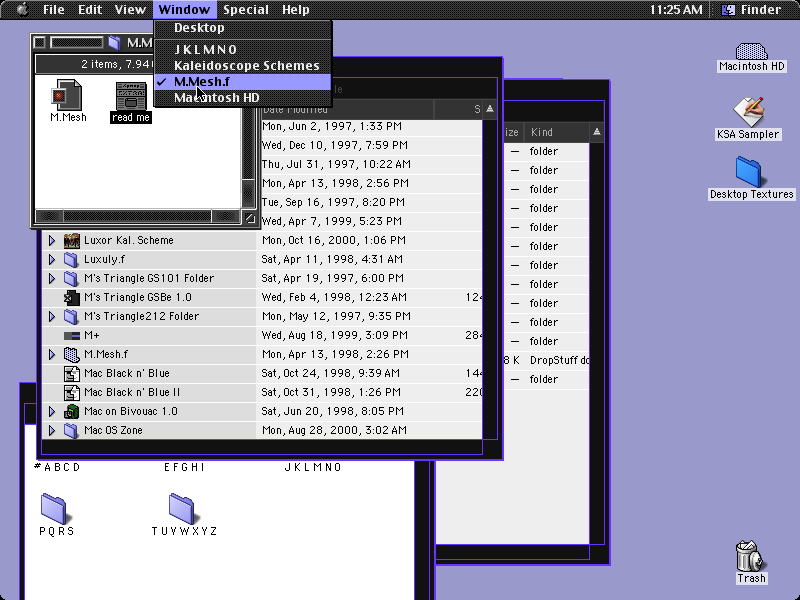 File Edit View Window Special Help 11:25 AM Finder
Desktop
J K L M N O
Kaleidoscope Schemes
M.Mesh.f
Macintosh HD
M.M
2 items, 7.94
M.Mesh
read me
Date Modified S
Mon, Jun 2, 1997, 1:33 PM
Wed, Dec 10, 1997, 7:59 PM
Thu, Jul 31, 1997, 10:22 AM
Mon, Apr 13, 1998, 2:56 PM
Tue, Sep 16, 1997, 8:20 PM
Wed, Apr 7, 1999, 5:23 PM
Luxor Kal. Scheme Mon, Oct 16, 2000, 1:06 PM
Luxuly.f Sat, Apr 11, 1998, 4:31 AM
M's Triangle GS101 Folder Sat, Apr 19, 1997, 6:00 PM
M's Triangle GSBe 1.0 Wed, Feb 4, 1998, 12:23 AM 124
M's Triangle212 Folder Mon, May 12, 1997, 9:35 PM
M+ Wed, Aug 18, 1999, 3:09 PM 284
M.Mesh.f Mon, Apr 13, 1998, 2:26 PM
Mac Black n' Blue Sat, Oct 24, 1998, 9:39 AM 144
Mac Black n' Blue II Sat, Oct 31, 1998, 1:26 PM 220
Mac on Bivouac 1.0 Sat, Jun 20, 1998, 8:05 PM
Mac OS Zone Mon, Aug 28, 2000, 3:02 AM
ize Kind
— folder
— folder
— folder
— folder
— folder
— folder
— folder
— folder
— folder
— folder
— folder
8 K DropStuff do
— folder
#ABCD EFGHI JKLMNO
PQRS TUVWXYZ
Macintosh HD
KSA Sampler
Desktop Textures
Trash